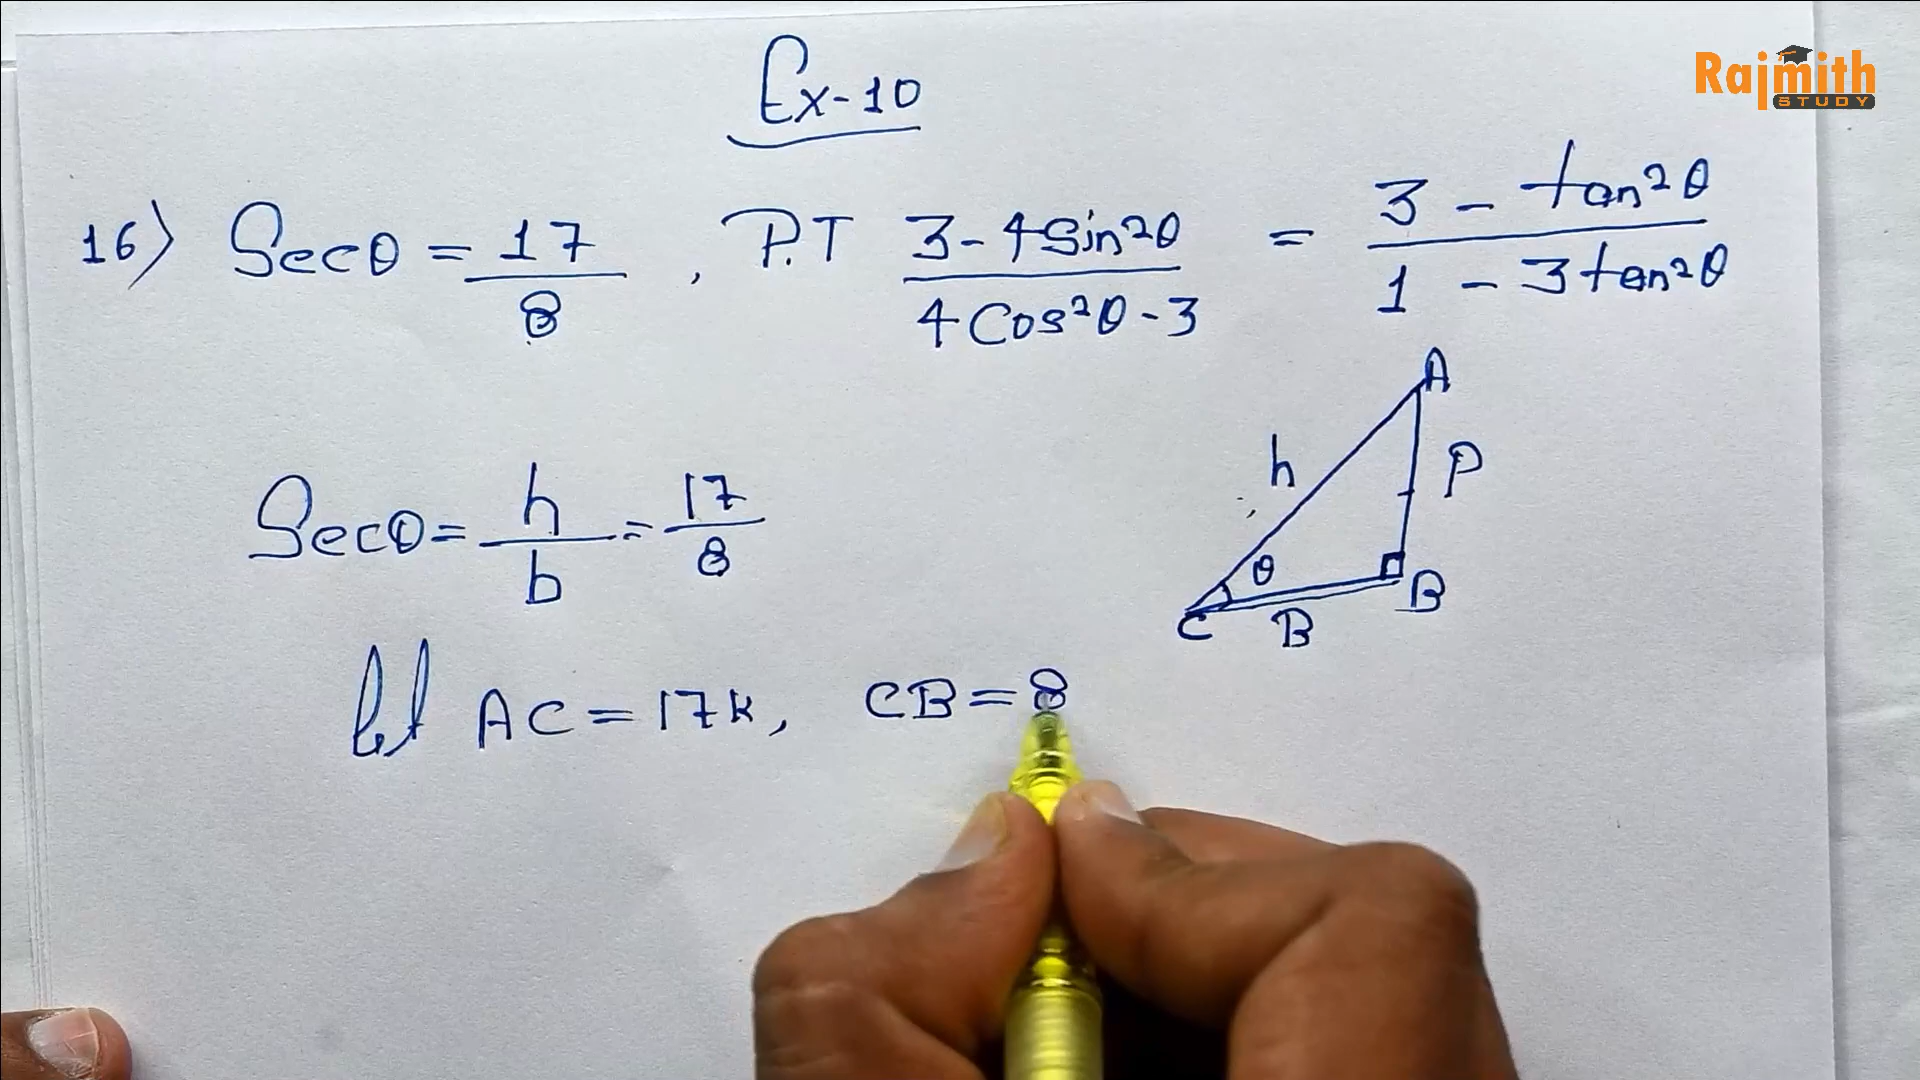 Rajmith
STUDY
Ex-10
16) Secθ = 17/8 , P.T (3-4Sin²θ)/(4Cos²θ-3) = (3-tan²θ)/(1-3tan²θ)
A
h
P
Secθ = h/b = 17/8
θ
B
C
B
let AC = 17k, CB = 8